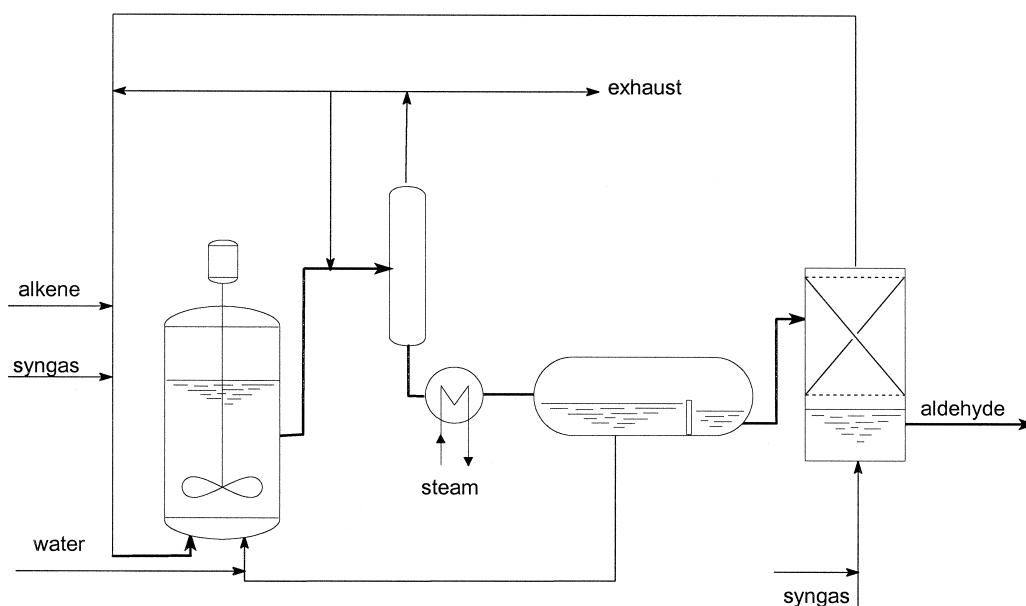 exhaust
alkene
syngas
aldehyde
steam
water
syngas